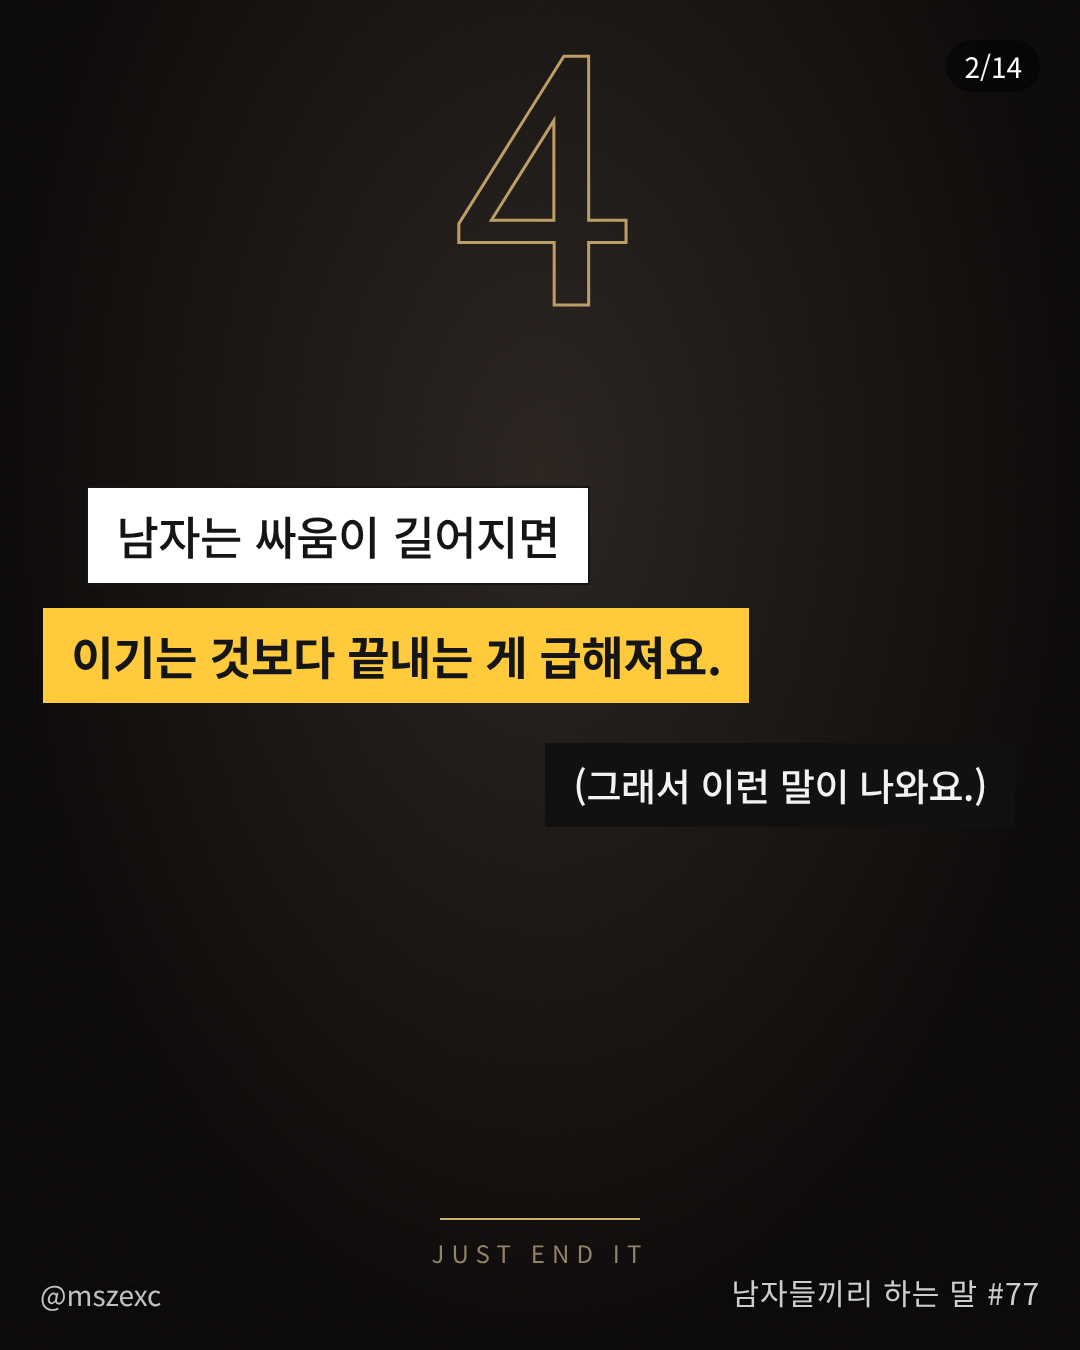 2/14
4
남자는 싸움이 길어지면
이기는 것보다 끝내는 게 급해져요.
(그래서 이런 말이 나와요.)
JUST END IT
@mszexc
남자들끼리 하는 말 #77